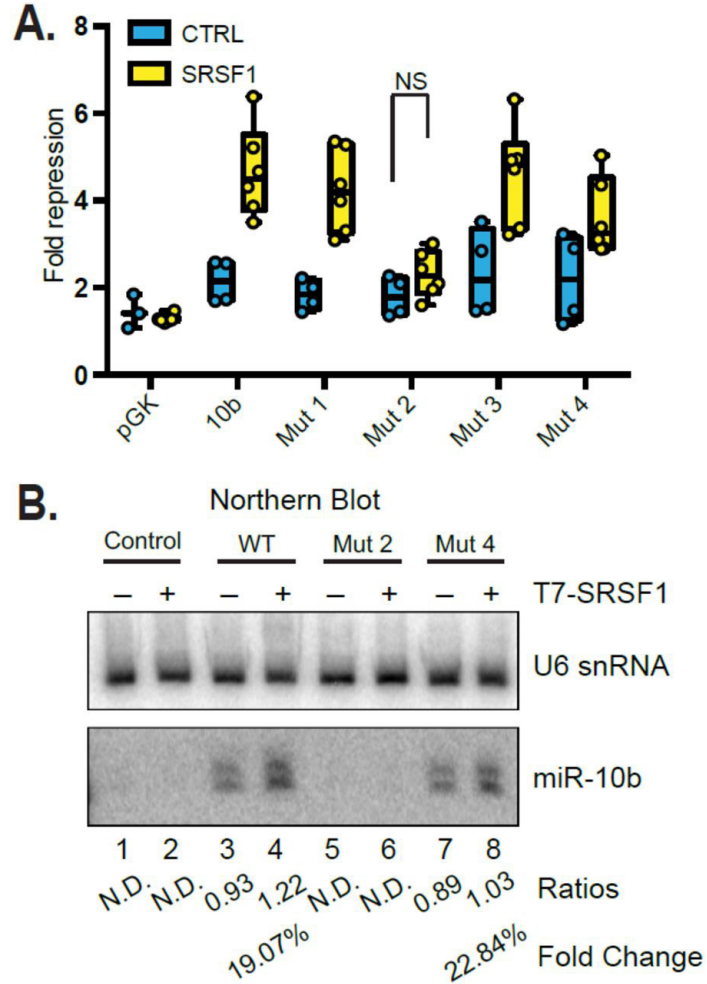 A.
8
6
4
2
0
Fold repression
CTRL
SRSF1
NS
pGK
10b
Mut 1
Mut 2
Mut 3
Mut 4
B.
Northern Blot
Control WT Mut 2 Mut 4
– + – + – + – + T7-SRSF1
U6 snRNA
miR-10b
1 2 3 4 5 6 7 8
N.D. N.D. 0.93 1.22 N.D. N.D. 0.89 1.03 Ratios
19.07% 22.84% Fold Change